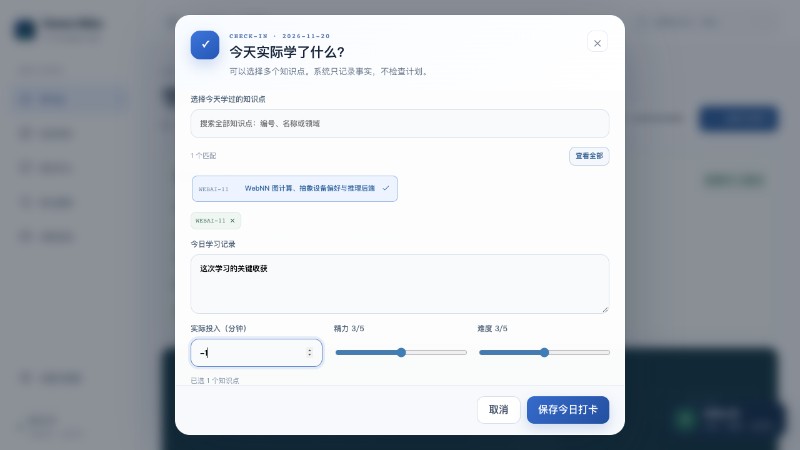 CHECK-IN · 2026-11-20
今天实际学了什么?
可以选择多个知识点。系统只记录事实，不检查计划。
选择今天学过的知识点
搜索全部知识点：编号、名称或领域
1 个匹配
查看全部
WEBAI-11 WebNN 图计算、抽象设备偏好与推理后端
WEBAI-11 ×
今日学习记录
这次学习的关键收获
实际投入（分钟） 精力 3/5 难度 3/5
-1
已选 1 个知识点
取消 保存今日打卡